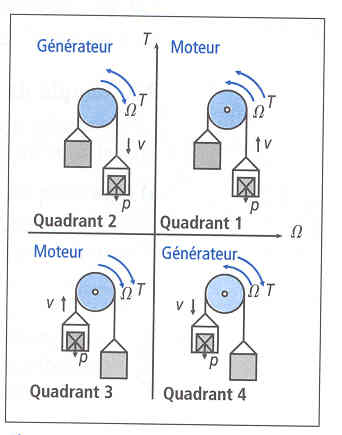 Générateur T Moteur
Ω T Ω T
v v
p p
Quadrant 2 Quadrant 1
Ω
Moteur Générateur
Ω T Ω T
v v
p p
Quadrant 3 Quadrant 4